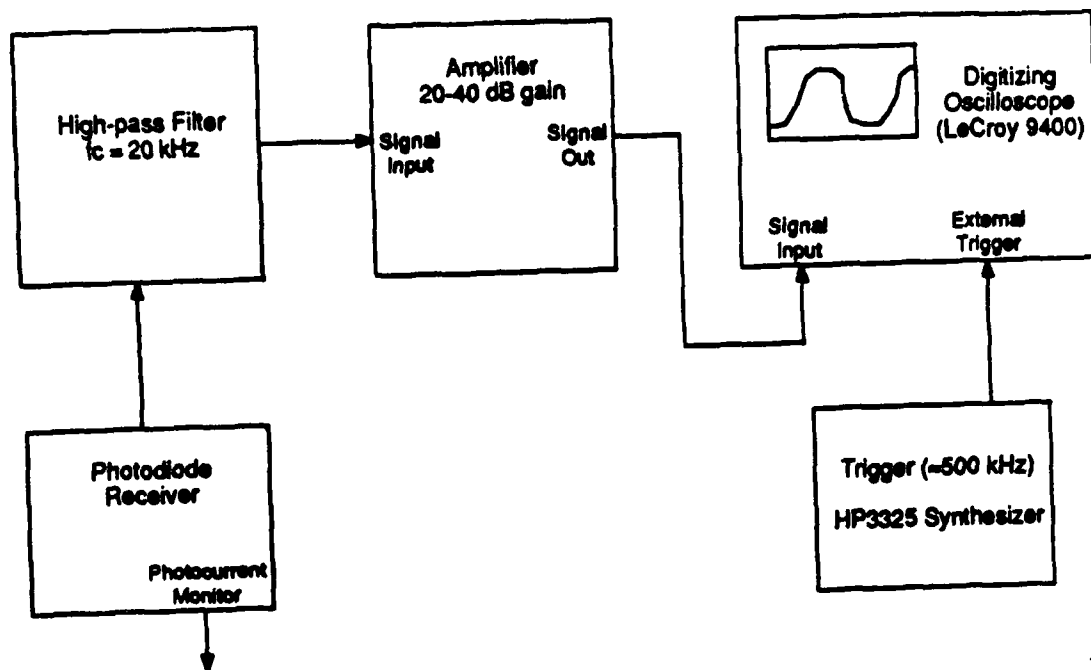 High-pass Filter
fc = 20 kHz
Amplifier
20-40 dB gain
Signal
Input
Signal
Out
Digitizing
Oscilloscope
(LeCroy 9400)
Signal
Input
External
Trigger
Photodiode
Receiver
Photocurrent
Monitor
Trigger (≈500 kHz)
HP3325 Synthesizer